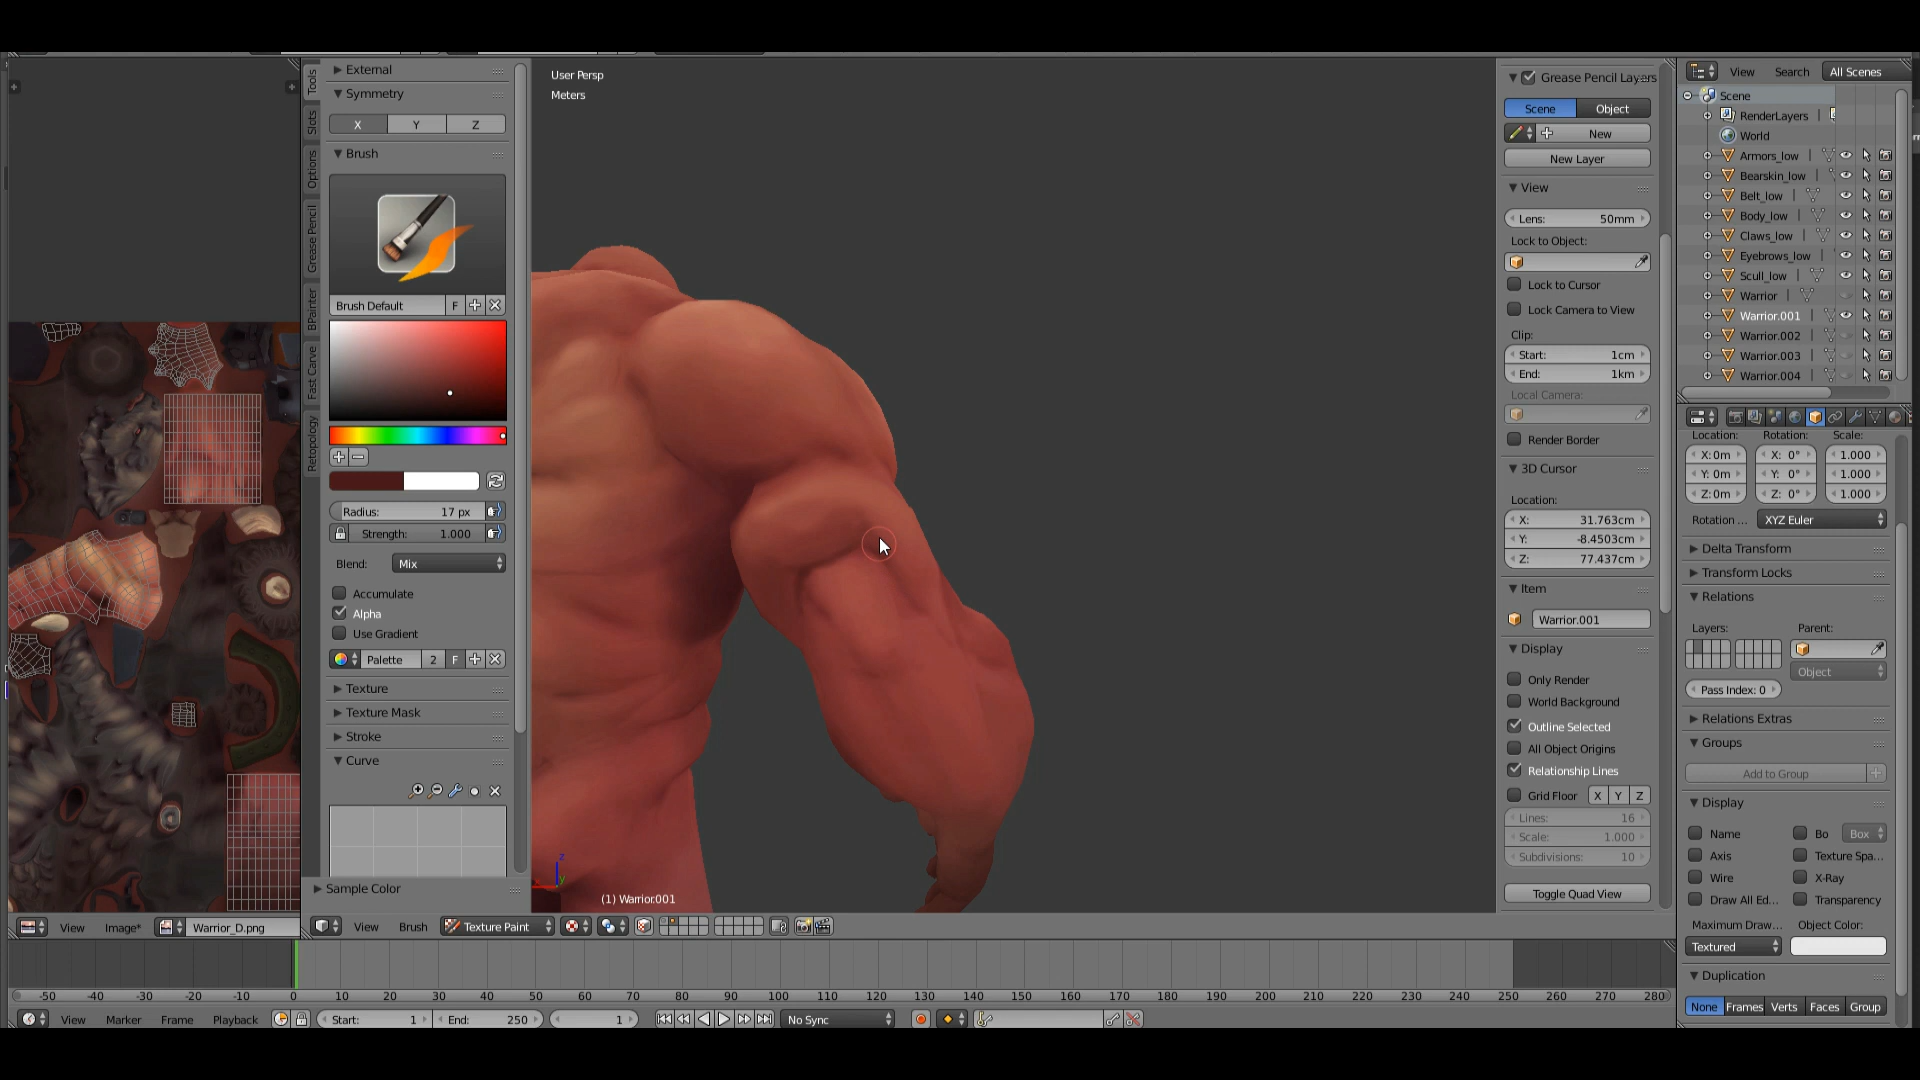 External
Symmetry
X Y Z
Brush
Brush Default F
Radius: 17 px
Strength: 1.000
Blend: Mix
Accumulate
Alpha
Use Gradient
Palette 2 F
Texture
Texture Mask
Stroke
Curve
Sample Color
Tools
Slots
Options
Grease Pencil
BPainter
Fast Carve
Retopology
User Persp
Meters
(1) Warrior.001
z
y
Grease Pencil Layers
Scene Object
New
New Layer
View
Lens: 50mm
Lock to Object:
Lock to Cursor
Lock Camera to View
Clip:
Start: 1cm
End: 1km
Local Camera:
Render Border
3D Cursor
Location:
X: 31.763cm
Y: -8.4503cm
Z: 77.437cm
Item
Warrior.001
Display
Only Render
World Background
Outline Selected
All Object Origins
Relationship Lines
Grid Floor X Y Z
Lines: 16
Scale: 1.000
Subdivisions: 10
Toggle Quad View
View Search All Scenes
Scene
RenderLayers
World
Armors_low
Bearskin_low
Belt_low
Body_low
Claws_low
Eyebrows_low
Scull_low
Warrior
Warrior.001
Warrior.002
Warrior.003
Warrior.004
Location: Rotation: Scale:
X: 0m X: 0° 1.000
Y: 0m Y: 0° 1.000
Z: 0m Z: 0° 1.000
Rotation ... XYZ Euler
Delta Transform
Transform Locks
Relations
Layers: Parent:
Object
Pass Index: 0
Relations Extras
Groups
Add to Group
Display
Name Bo Box
Axis Texture Spa...
Wire X-Ray
Draw All Ed... Transparency
Maximum Draw... Object Color:
Textured
Duplication
None Frames Verts Faces Group
View Image* Warrior_D.png
View Brush Texture Paint
-50 -40 -30 -20 -10 0 10 20 30 40 50 60 70 80 90 100 110 120 130 140 150 160 170 180 190 200 210 220 230 240 250 260 270 280
View Marker Frame Playback Start: 1 End: 250 1 No Sync